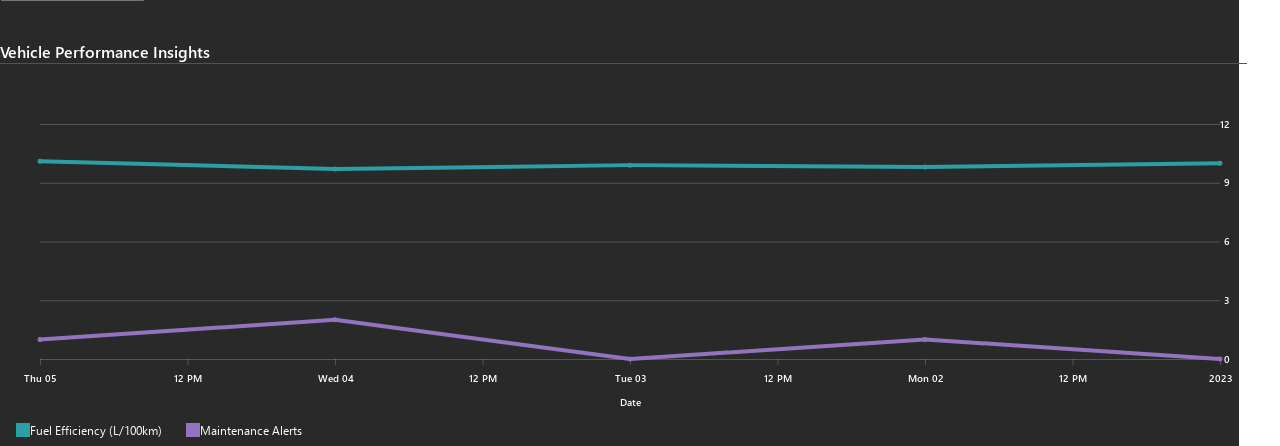 Vehicle Performance Insights
12
9
6
3
0
Thu 05 12 PM Wed 04 12 PM Tue 03 12 PM Mon 02 12 PM 2023
Date
Fuel Efficiency (L/100km) Maintenance Alerts